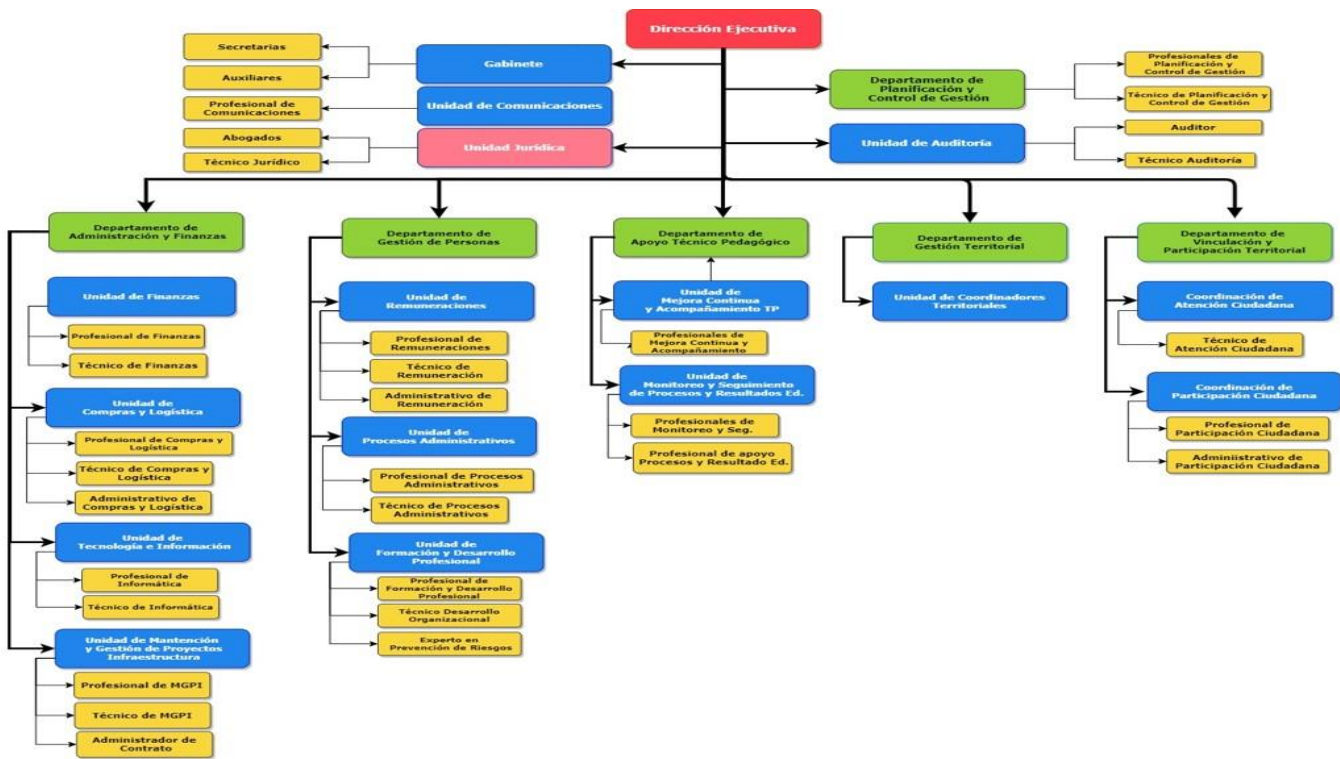 Dirección Ejecutiva
Secretarias
Auxiliares
Gabinete
Profesional de
Comunicaciones
Unidad de Comunicaciones
Abogados
Técnico Jurídico
Unidad Jurídica
Departamento de
Planificación y
Control de Gestión
Profesionales de
Planificación y
Control de Gestión
Técnico de Planificación y
Control de Gestión
Unidad de Auditoría
Auditor
Técnico Auditoría
Departamento de
Administración y Finanzas
Unidad de Finanzas
Profesional de Finanzas
Técnico de Finanzas
Unidad de
Compras y Logística
Profesional de Compras y
Logística
Técnico de Compras y
Logística
Administrativo de
Compras y Logística
Unidad de
Tecnología e Información
Profesional de
Informática
Técnico de Informática
Unidad de Mantención
y Gestión de Proyectos
Infraestructura
Profesional de MGPI
Técnico de MGPI
Administrador de
Contrato
Departamento de
Gestión de Personas
Unidad de
Remuneraciones
Profesional de
Remuneraciones
Técnico de
Remuneración
Administrativo de
Remuneración
Unidad de
Procesos Administrativos
Profesional de Procesos
Administrativos
Técnico de Procesos
Administrativos
Unidad de
Formación y Desarrollo
Profesional
Profesional de
Formación y Desarrollo
Profesional
Técnico Desarrollo
Organizacional
Experto en
Prevención de Riesgos
Departamento de
Apoyo Técnico Pedagógico
Unidad de
Mejora Continua
y Acompañamiento TP
Profesionales de
Mejora Continua y
Acompañamiento
Unidad de
Monitoreo y Seguimiento
de Procesos y Resultados Ed.
Profesionales de
Monitoreo y Seg.
Profesional de apoyo
Procesos y Resultado Ed.
Departamento de
Gestión Territorial
Unidad de Coordinadores
Territoriales
Departamento de
Vinculación y
Participación Territorial
Coordinación de
Atención Ciudadana
Técnico de
Atención Ciudadana
Coordinación de
Participación Ciudadana
Profesional de
Participación Ciudadana
Adminiistrativo de
Participación Ciudadana